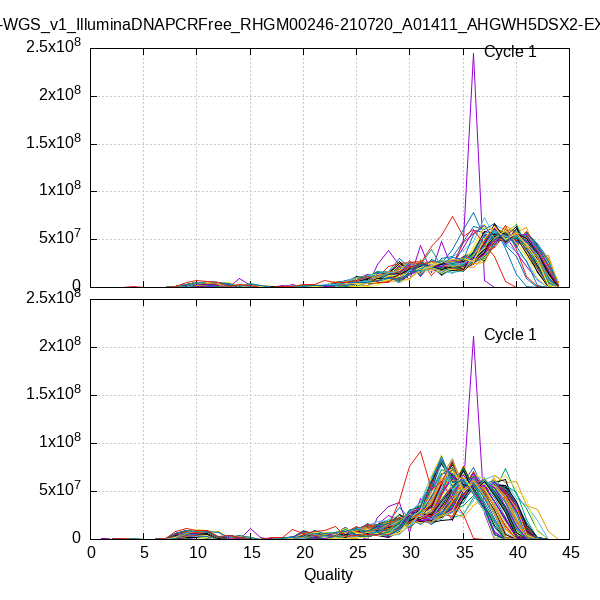 -WGS_v1_IlluminaDNAPCRFree_RHGM00246-210720_A01411_AHGWH5DSX2-EX
2.5x10^8
2x10^8
1.5x10^8
1x10^8
5x10^7
0
Cycle 1
2.5x10^8
2x10^8
1.5x10^8
1x10^8
5x10^7
0
Cycle 1
0 5 10 15 20 25 30 35 40 45
Quality